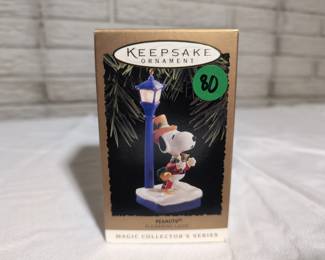 KEEPSAKE
ORNAMENT
80
PEANUTS
MAGIC COLLECTOR'S SERIES